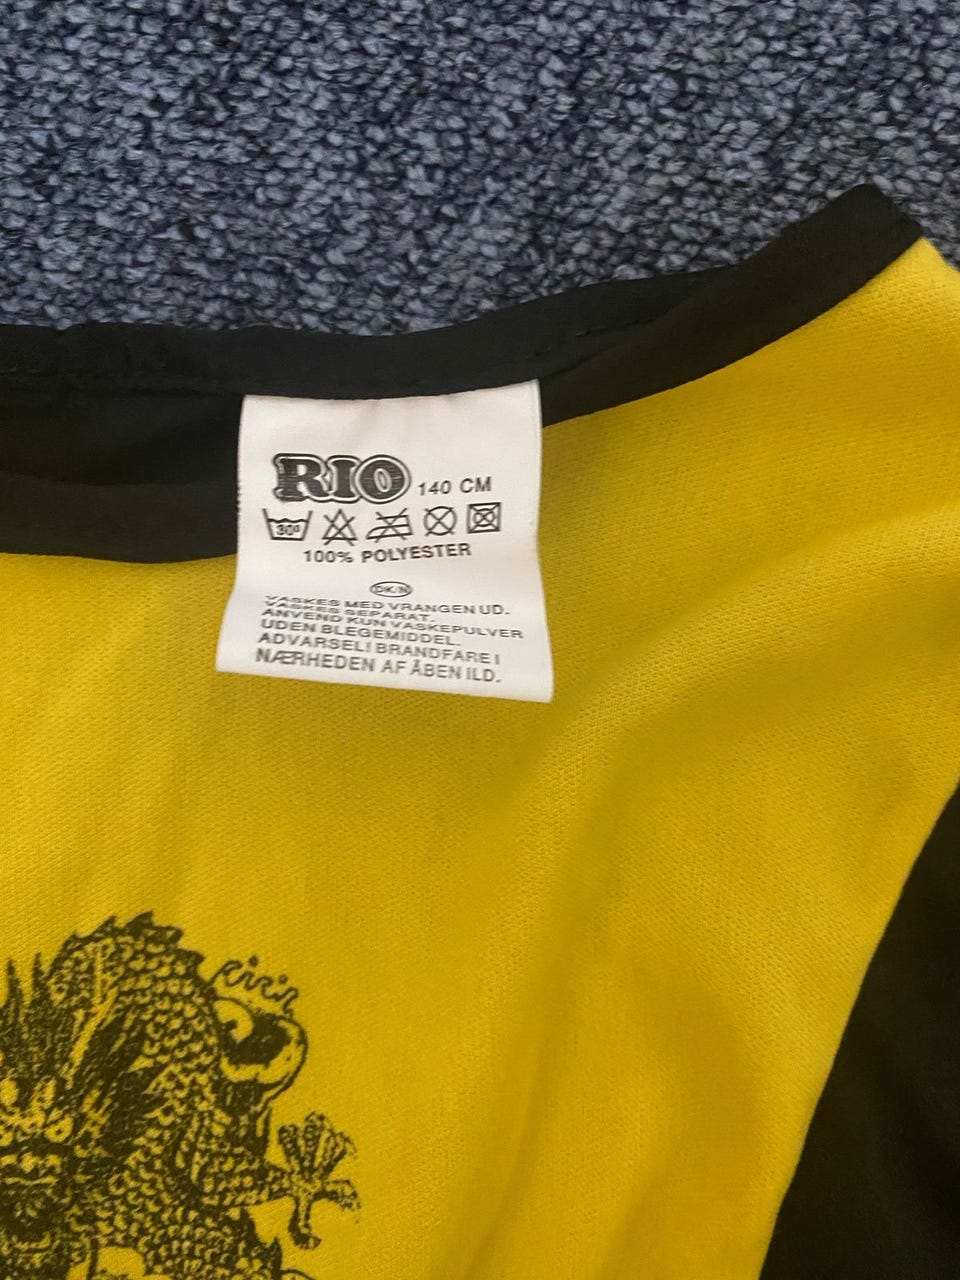 RIO 140 CM
30°
100% POLYESTER
DK/N
VASKES MED VRANGEN UD.
VASKES SEPARAT.
ANVEND KUN VASKEPULVER
UDEN BLEGEMIDDEL.
ADVARSEL! BRANDFARE I
NÆRHEDEN AF ÅBEN ILD.